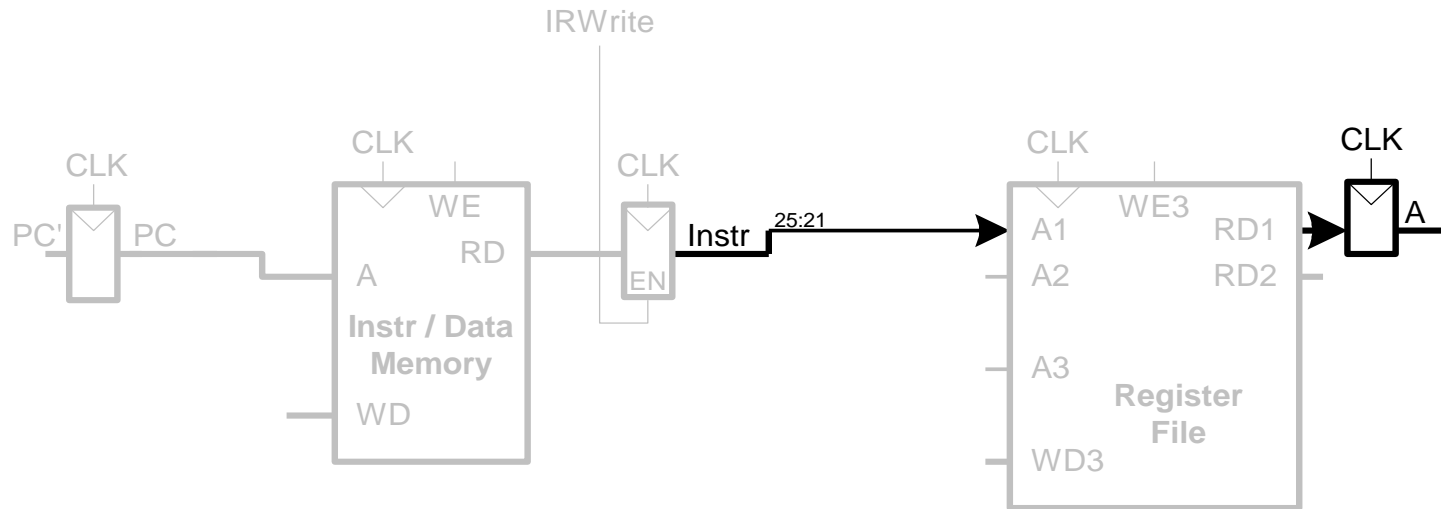 IRWrite
CLK
CLK
CLK
CLK
CLK
PC'
PC
WE
RD
A
EN
Instr / Data
Memory
WD
Instr
25:21
A1
WE3
RD1
A2
RD2
A3
Register
File
WD3
A